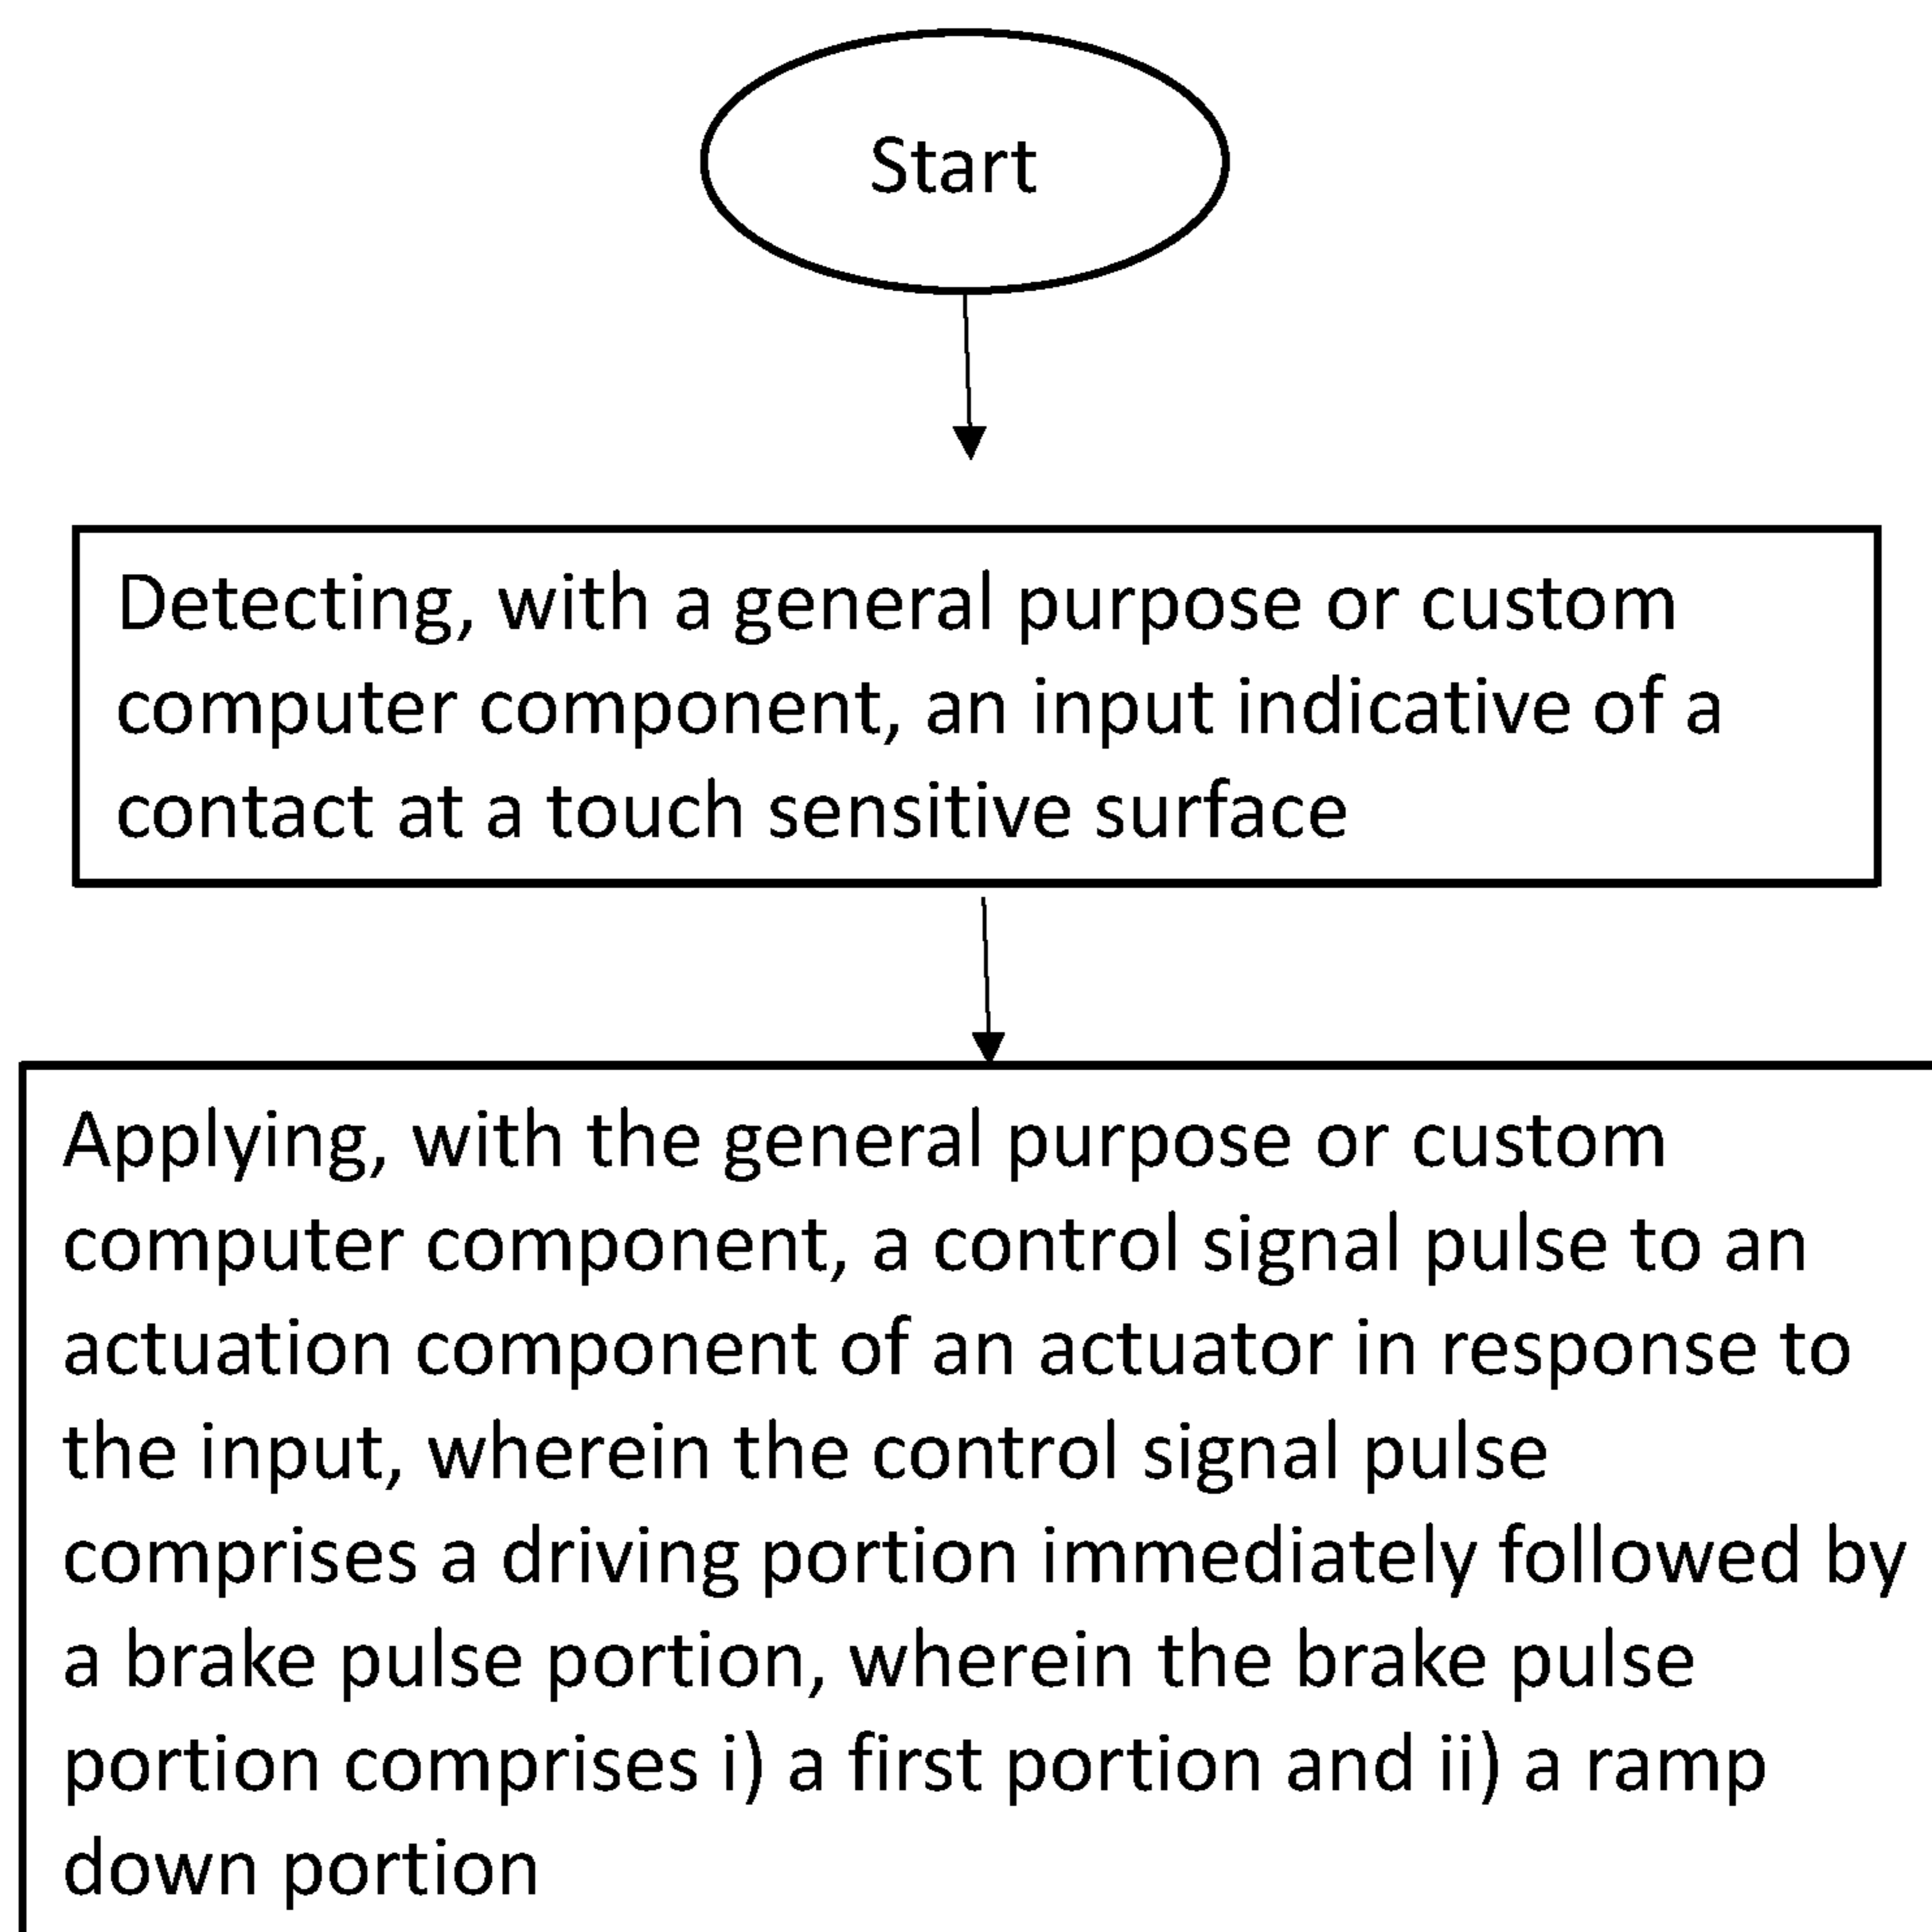 Start
Detecting, with a general purpose or custom
computer component, an input indicative of a
contact at a touch sensitive surface
Applying, with the general purpose or custom
computer component, a control signal pulse to an
actuation component of an actuator in response to
the input, wherein the control signal pulse
comprises a driving portion immediately followed by
a brake pulse portion, wherein the brake pulse
portion comprises i) a first portion and ii) a ramp
down portion